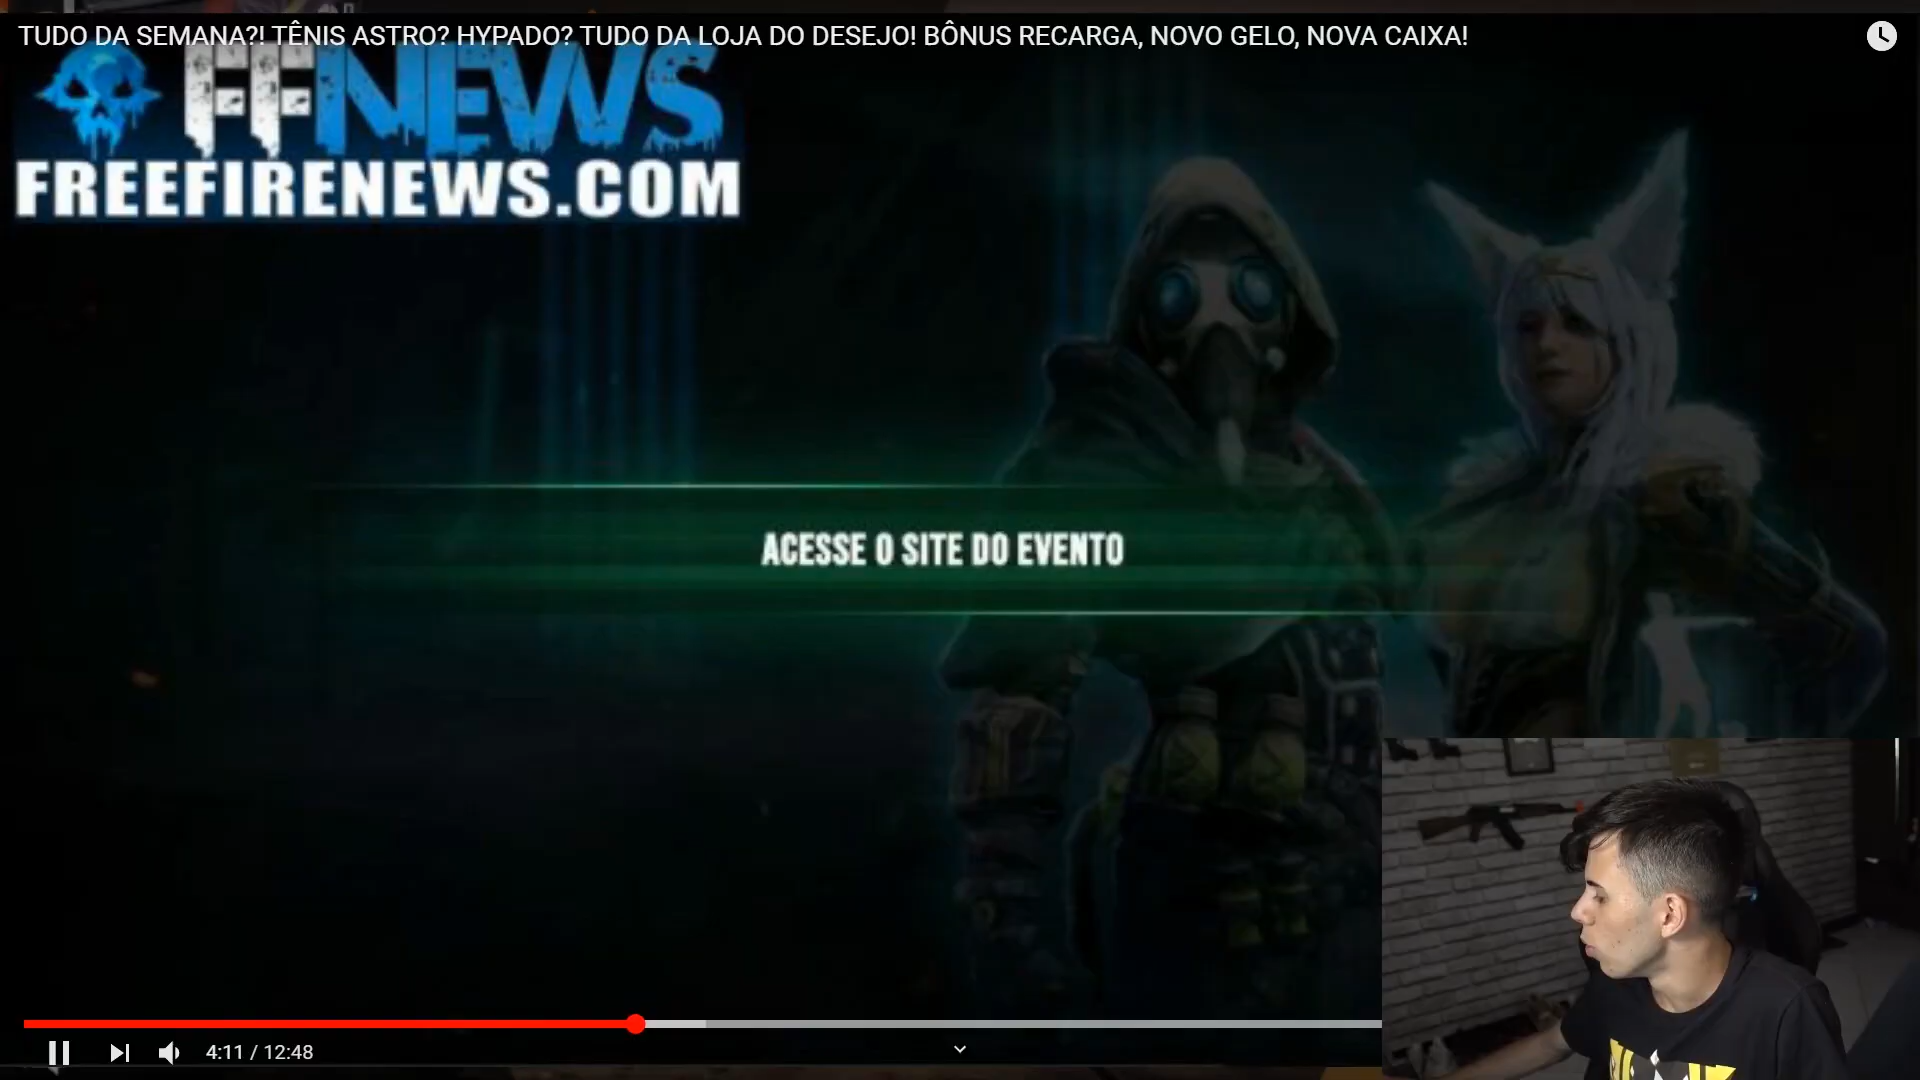 TUDO DA SEMANA?! TÊNIS ASTRO? HYPADO? TUDO DA LOJA DO DESEJO! BÔNUS RECARGA, NOVO GELO, NOVA CAIXA!
FFNEWS
FREEFIRENEWS.COM
ACESSE O SITE DO EVENTO
4:11 / 12:48